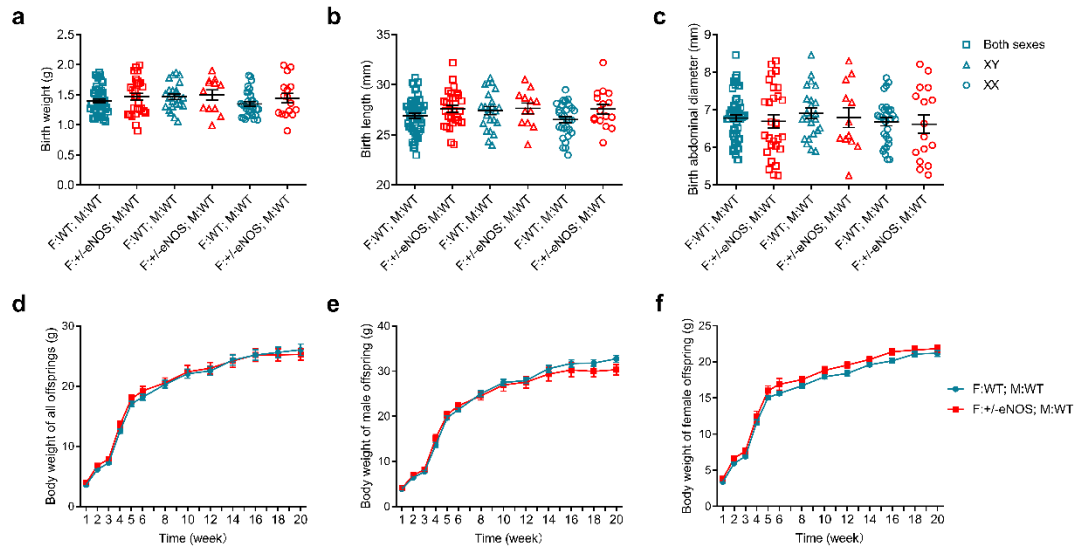 a
b
c
Birth weight (g)
2.5
2.0
1.5
1.0
0.5
0.0
F:WT; M:WT
F:+/-eNOS; M:WT
F:WT; M:WT
F:+/-eNOS; M:WT
F:WT; M:WT
F:+/-eNOS; M:WT
Birth length (mm)
35
30
25
20
F:WT; M:WT
F:+/-eNOS; M:WT
F:WT; M:WT
F:+/-eNOS; M:WT
F:WT; M:WT
F:+/-eNOS; M:WT
Birth abdominal diameter (mm)
9
8
7
6
5
F:WT; M:WT
F:+/-eNOS; M:WT
F:WT; M:WT
F:+/-eNOS; M:WT
F:WT; M:WT
F:+/-eNOS; M:WT
Both sexes
XY
XX
d
e
f
Body weight of all offsprings (g)
30
20
10
0
1 2 3 4 5 6 8 10 12 14 16 18 20
Time (week)
Body weight of male offspring (g)
40
30
20
10
0
1 2 3 4 5 6 8 10 12 14 16 18 20
Time (week)
Body weight of female offspring (g)
25
20
15
10
5
0
1 2 3 4 5 6 8 10 12 14 16 18 20
Time (week)
F:WT; M:WT
F:+/-eNOS; M:WT